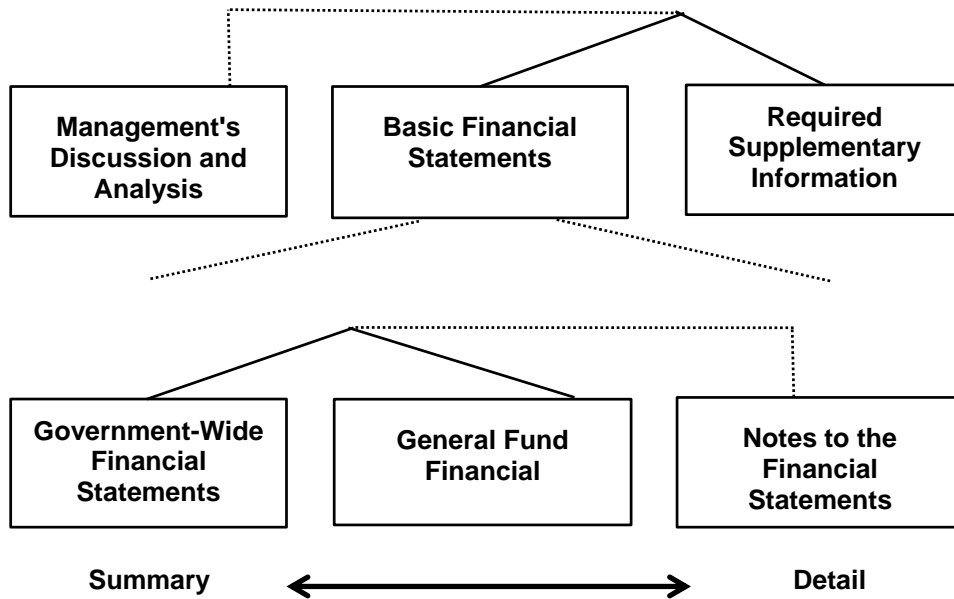 Management's
Discussion and
Analysis
Basic Financial
Statements
Required
Supplementary
Information
Government-Wide
Financial
Statements
General Fund
Financial
Notes to the
Financial
Statements
Summary
Detail